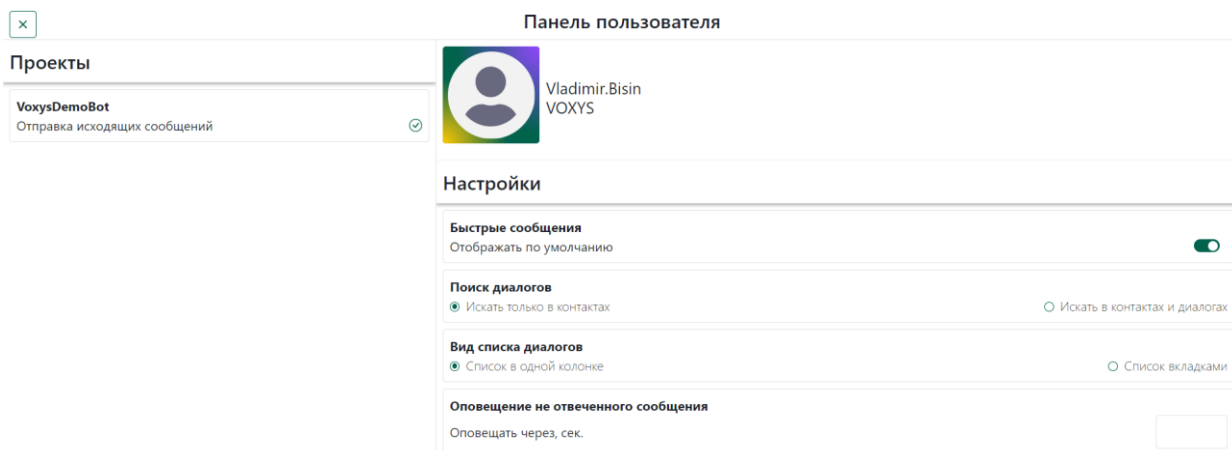 Панель пользователя
Проекты
VoxysDemoBot
Отправка исходящих сообщений
Vladimir.Bisin
VOXYS
Настройки
Быстрые сообщения
Отображать по умолчанию
Поиск диалогов
Искать только в контактах
Искать в контактах и диалогах
Вид списка диалогов
Список в одной колонке
Список вкладками
Оповещение не отвеченного сообщения
Оповещать через, сек.